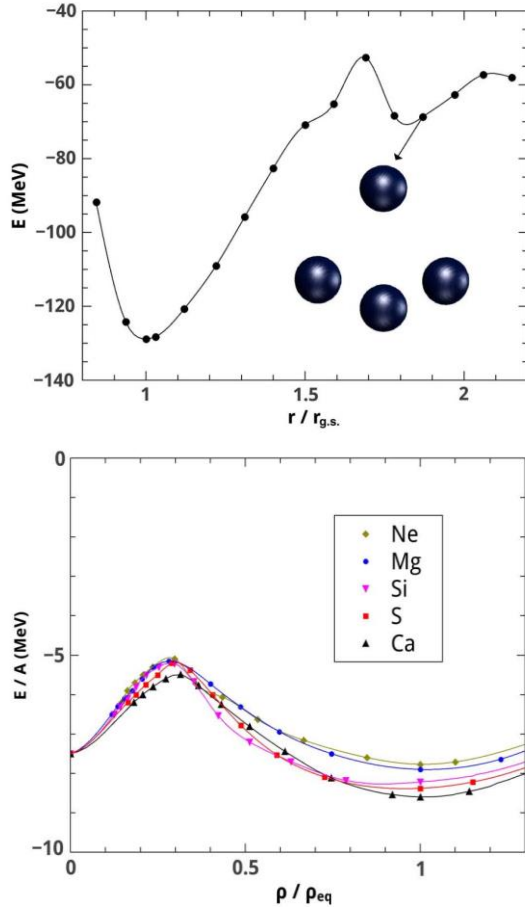 −40
−60
−80
−100
−120
−140
E (MeV)
1
1.5
2
r / rg.s.
0
−5
−10
E / A (MeV)
Ne
Mg
Si
S
Ca
0
0.5
1
ρ / ρeq